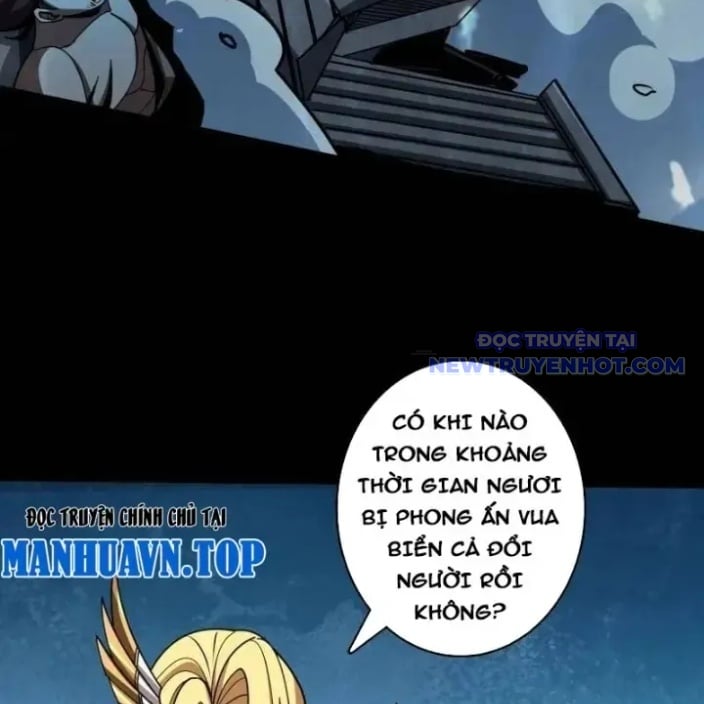 ĐỌC TRUYỆN TẠI
NEWTRUYENHOT.COM
CÓ KHI NÀO
TRONG KHOẢNG
THỜI GIAN NGƯƠI
BỊ PHONG ẤN VUA
BIỂN CẢ ĐỔI
NGƯỜI RỒI
KHÔNG?
ĐỌC TRUYỆN CHÍNH CHỦ TẠI
MANHUAVN.TOP